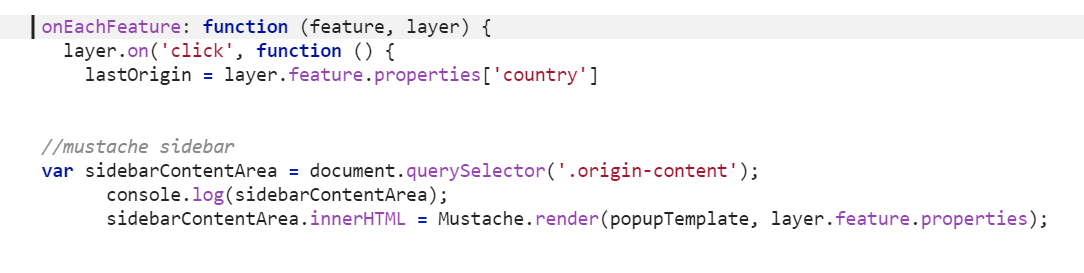 onEachFeature: function (feature, layer) {
layer.on('click', function () {
lastOrigin = layer.feature.properties['country']
//mustache sidebar
var sidebarContentArea = document.querySelector('.origin-content');
console.log(sidebarContentArea);
sidebarContentArea.innerHTML = Mustache.render(popupTemplate, layer.feature.properties);